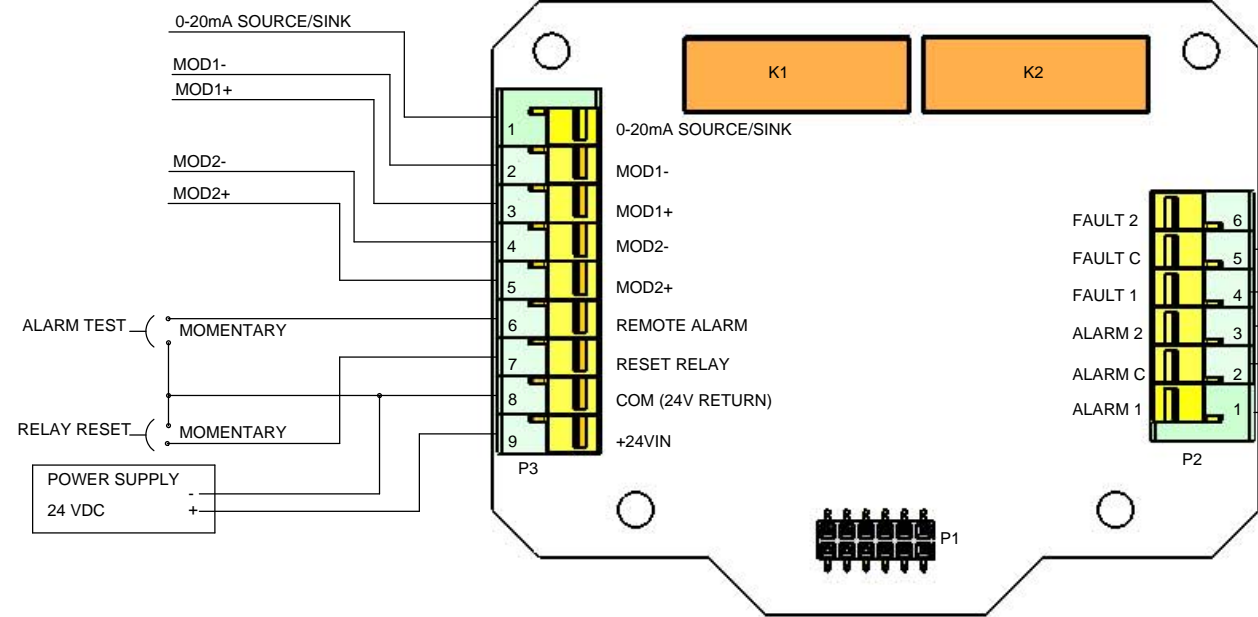 0-20mA SOURCE/SINK
MOD1-
MOD1+
MOD2-
MOD2+
ALARM TEST
MOMENTARY
RELAY RESET
MOMENTARY
POWER SUPPLY
-
24 VDC
+
1
2
3
4
5
6
7
8
9
P3
0-20mA SOURCE/SINK
MOD1-
MOD1+
MOD2-
MOD2+
REMOTE ALARM
RESET RELAY
COM (24V RETURN)
+24VIN
K1
K2
FAULT 2
FAULT C
FAULT 1
ALARM 2
ALARM C
ALARM 1
6
5
4
3
2
1
P2
P1